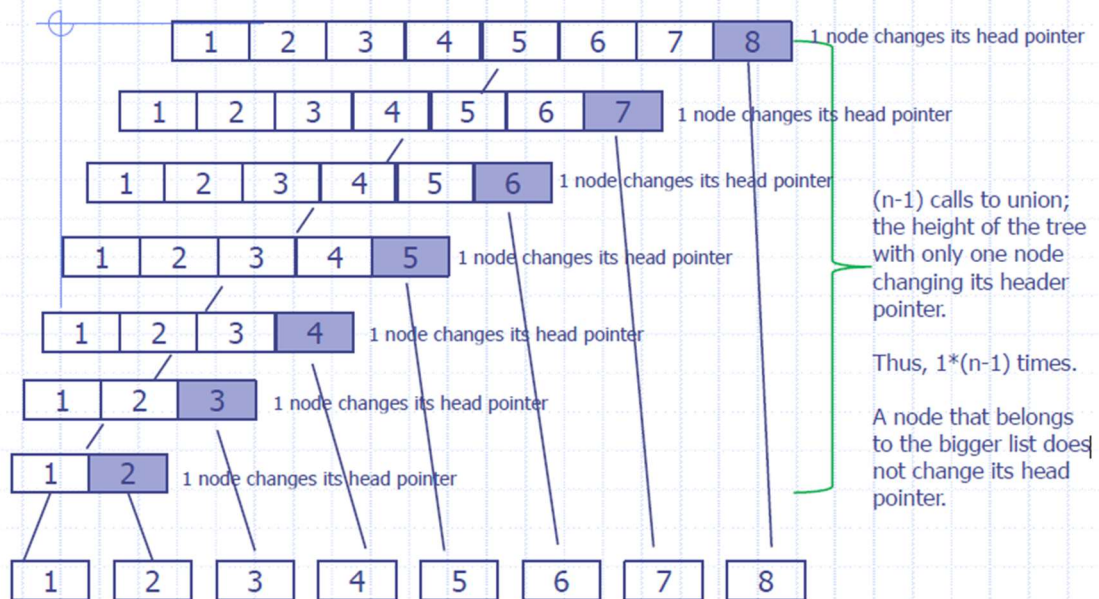 1 2 3 4 5 6 7 8 1 node changes its head pointer
1 2 3 4 5 6 7 1 node changes its head pointer
1 2 3 4 5 6 1 node changes its head pointer
1 2 3 4 5 1 node changes its head pointer
1 2 3 4 1 node changes its head pointer
1 2 3 1 node changes its head pointer
1 2 1 node changes its head pointer
1 2 3 4 5 6 7 8
(n-1) calls to union;
the height of the tree
with only one node
changing its header
pointer.
Thus, 1*(n-1) times.
A node that belongs
to the bigger list does
not change its head
pointer.